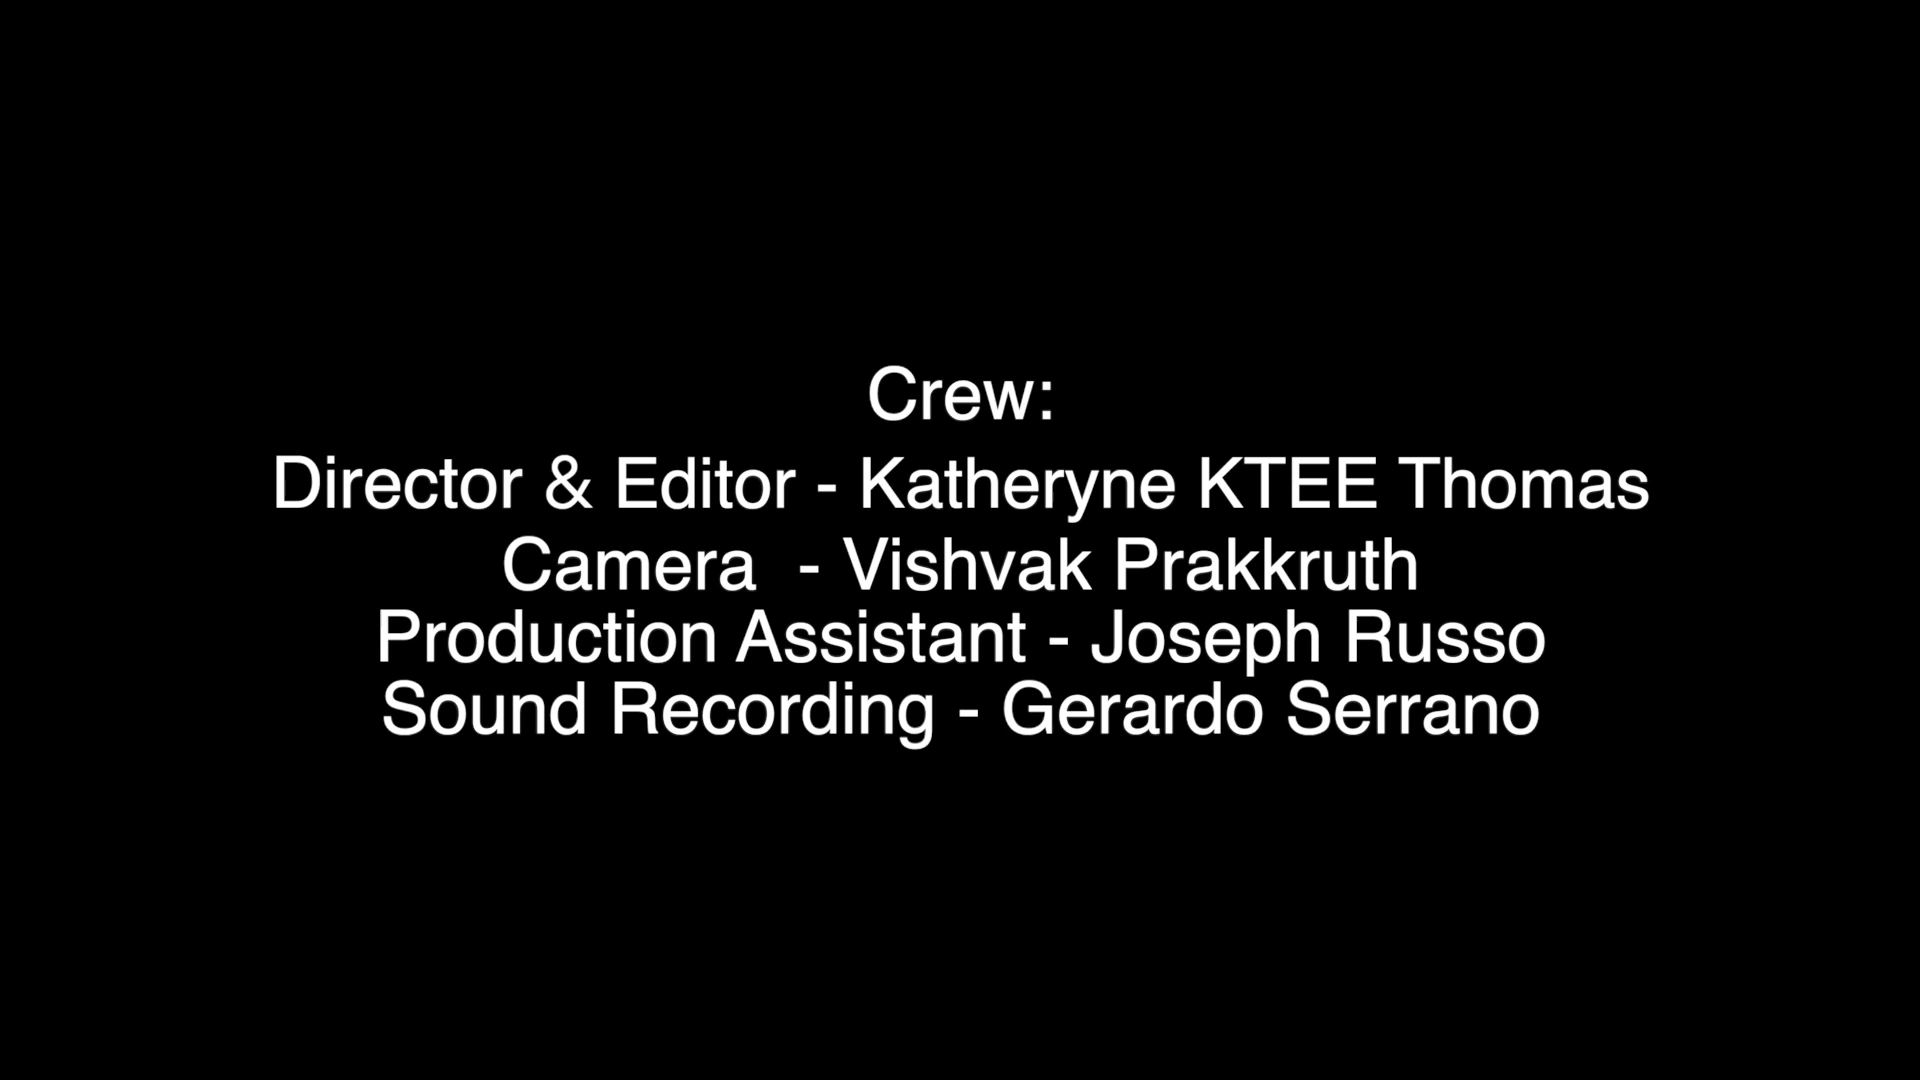 Crew:
Director & Editor - Katheryne KTEE Thomas
Camera  - Vishvak Prakkruth
Production Assistant - Joseph Russo
Sound Recording - Gerardo Serrano